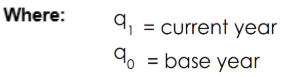 Where: q₁ = current year
q₀ = base year